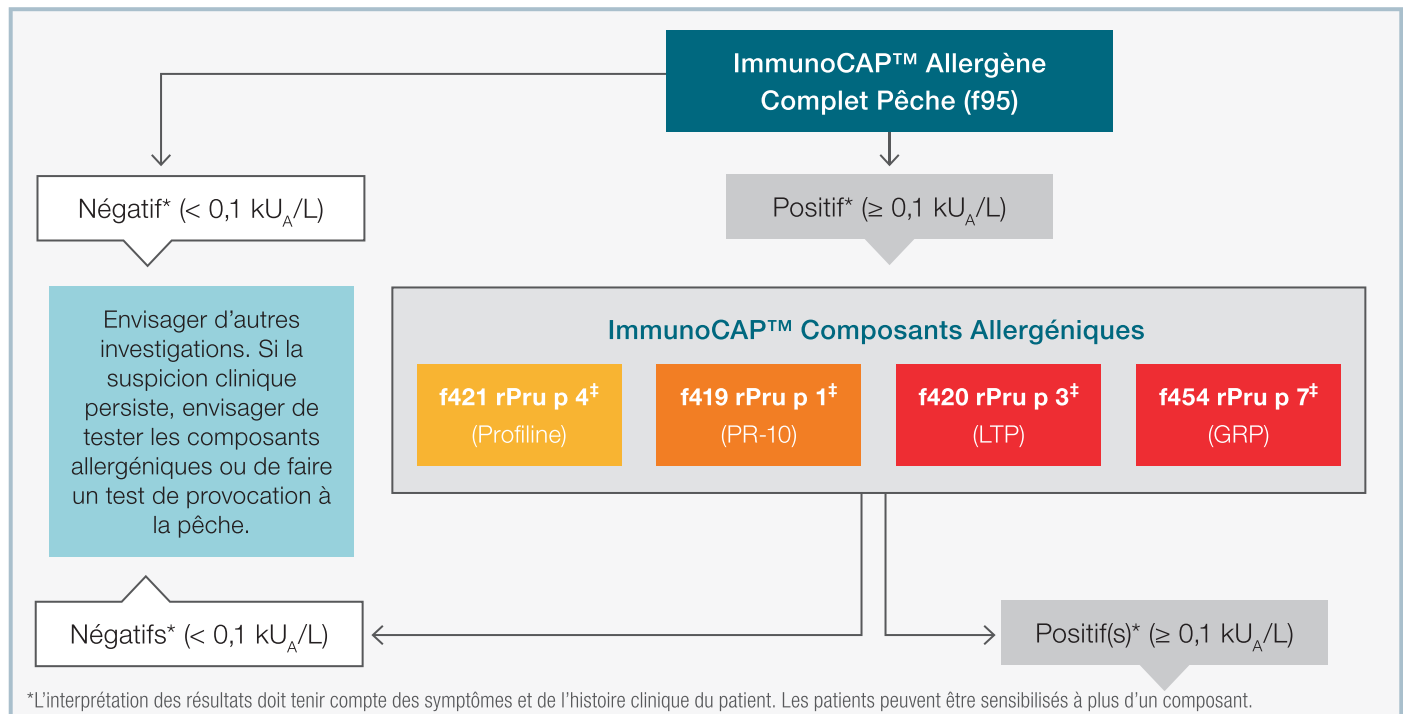 ImmunoCAP™ Allergène
Complet Pêche (f95)
Négatif* (< 0,1 kU_A/L)
Positif* (≥ 0,1 kU_A/L)
Envisager d’autres
investigations. Si la
suspicion clinique
persiste, envisager de
tester les composants
allergéniques ou de faire
un test de provocation à
la pêche.
ImmunoCAP™ Composants Allergéniques
f421 rPru p 4‡
(Profiline)
f419 rPru p 1‡
(PR-10)
f420 rPru p 3‡
(LTP)
f454 rPru p 7‡
(GRP)
Négatifs* (< 0,1 kU_A/L)
Positif(s)* (≥ 0,1 kU_A/L)
*L’interprétation des résultats doit tenir compte des symptômes et de l’histoire clinique du patient. Les patients peuvent être sensibilisés à plus d’un composant.